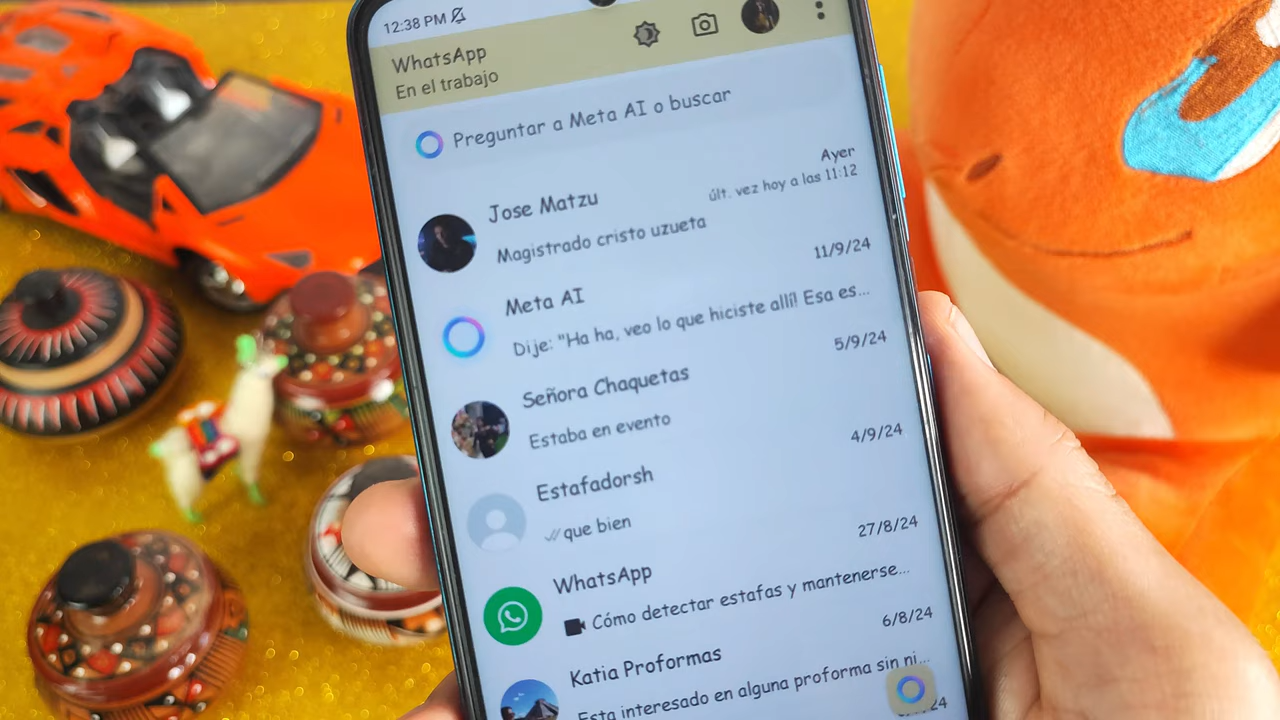 12:38 PM
WhatsApp
En el trabajo
Preguntar a Meta AI o buscar
Jose Matzu
Ayer
últ. vez hoy a las 11:12
Magistrado cristo uzueta
Meta AI
11/9/24
Dije: "Ha ha, veo lo que hiciste allí! Esa es...
Señora Chaquetas
5/9/24
Estaba en evento
Estafadorsh
4/9/24
que bien
WhatsApp
27/8/24
Cómo detectar estafas y mantenerse...
Katia Proformas
6/8/24
Esta interesado en alguna proforma sin ni...